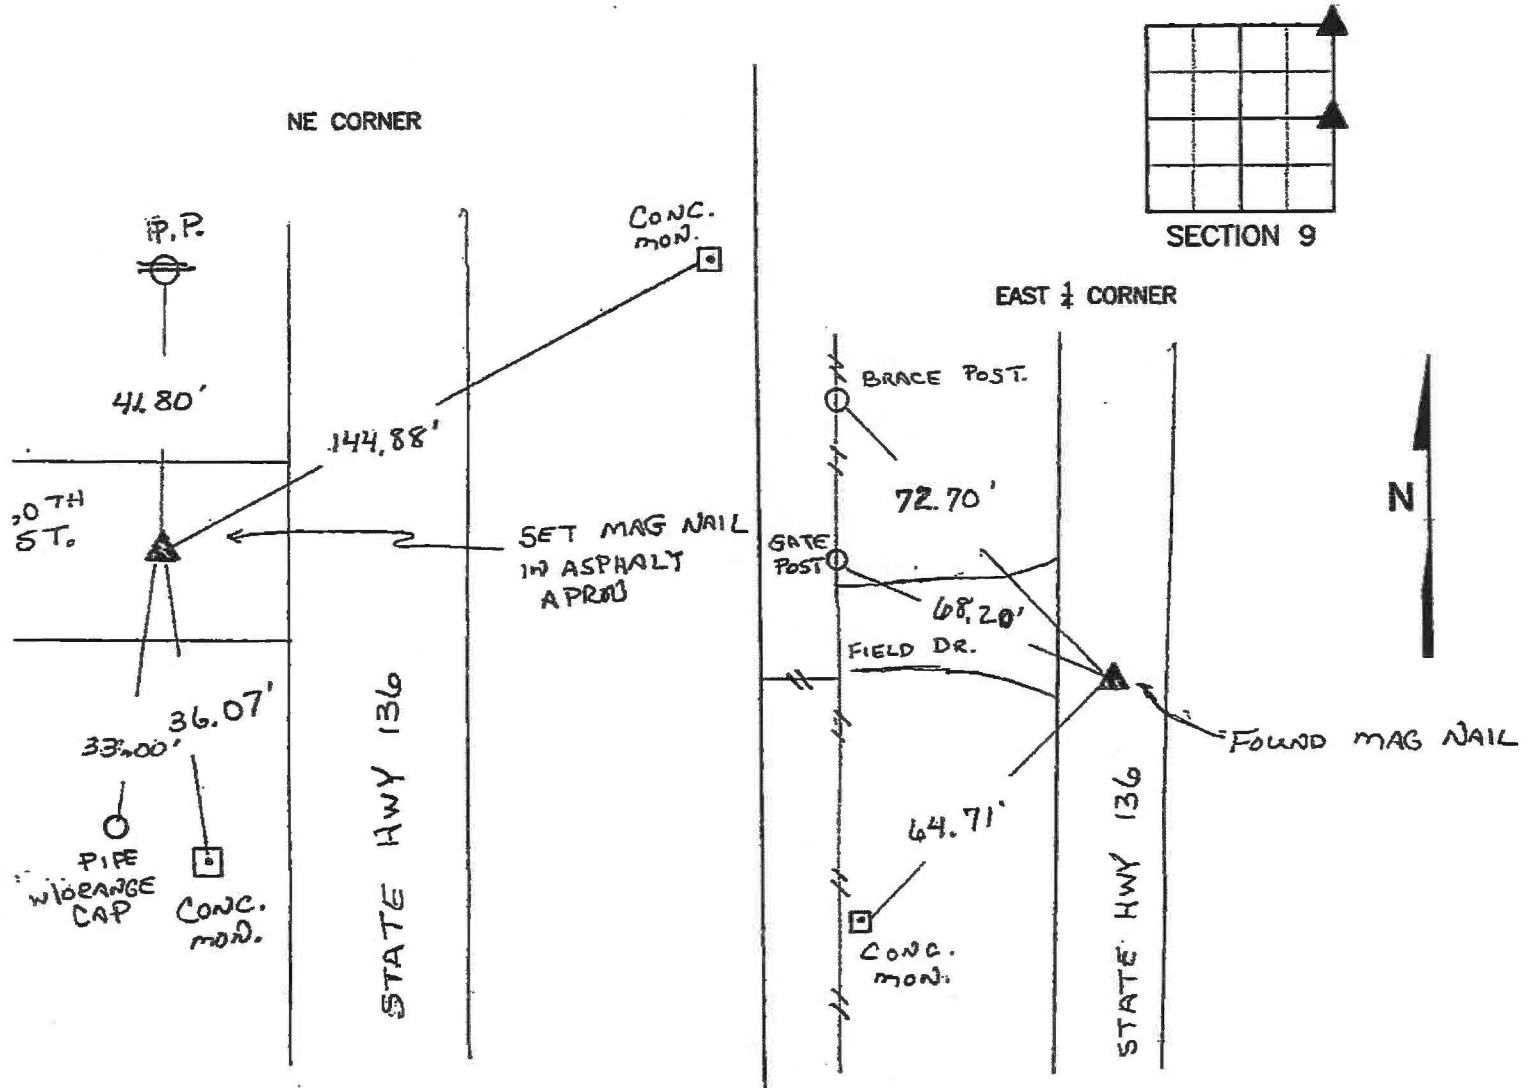 NE CORNER
P.P.
41.80'
CONC.
MON.
144.88'
0TH
ST.
SET MAG NAIL
IN ASPHALT
APRON
36.07'
33.00'
PIPE
W/ORANGE
CAP
CONC.
MON.
STATE HWY 136
SECTION 9
EAST ¼ CORNER
BRACE POST.
72.70'
GATE
POST
68.20'
FIELD DR.
FOUND MAG NAIL
64.71'
CONC.
MON.
STATE HWY 136
N